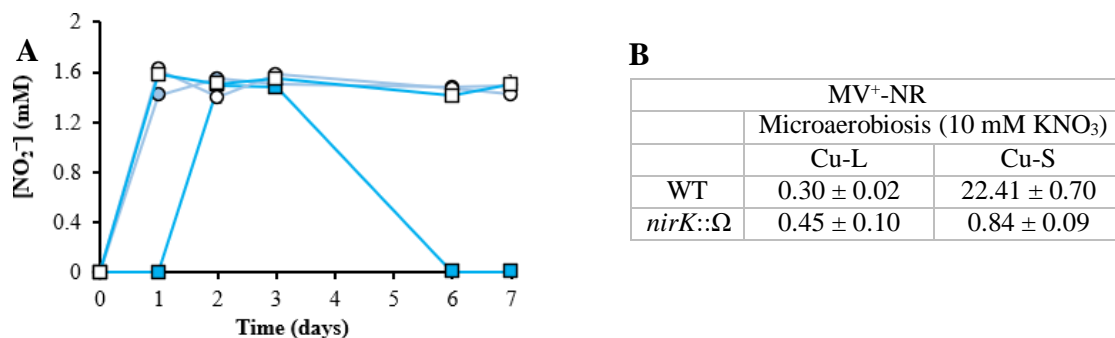 A
[NO₂⁻] (mM)
2
1.6
1.2
0.8
0.4
0
0 1 2 3 4 5 6 7
Time (days)
B
MV⁺-NR
Microaerobiosis (10 mM KNO₃)
Cu-L Cu-S
WT 0.30 ± 0.02 22.41 ± 0.70
nirK::Ω 0.45 ± 0.10 0.84 ± 0.09